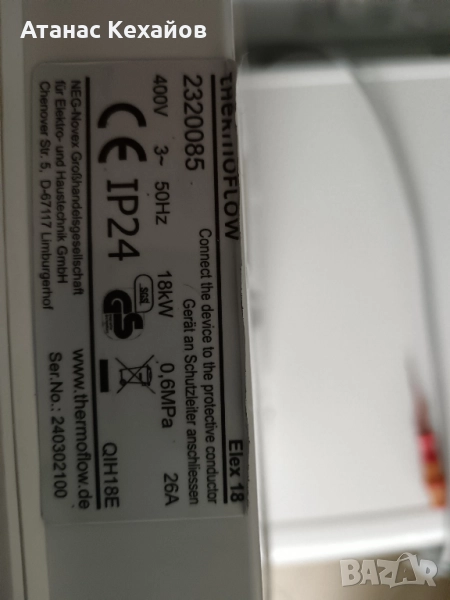 Атанас Кехайов
THERMOFLOW Elex 18
Connect the device to the protective conductor
2320085 Gerät an Schutzleiter anschliessen
400V 3~ 50Hz 18kW 0,6MPa 26A
CE IP24 GS QIH18E
NEG-Novex Großhandelsgesellschaft
für Elektro- und Haustechnik GmbH
Chenover Str. 5, D-67117 Limburgerhof
www.thermoflow.de
Ser.No.: 240302100
BAZAR